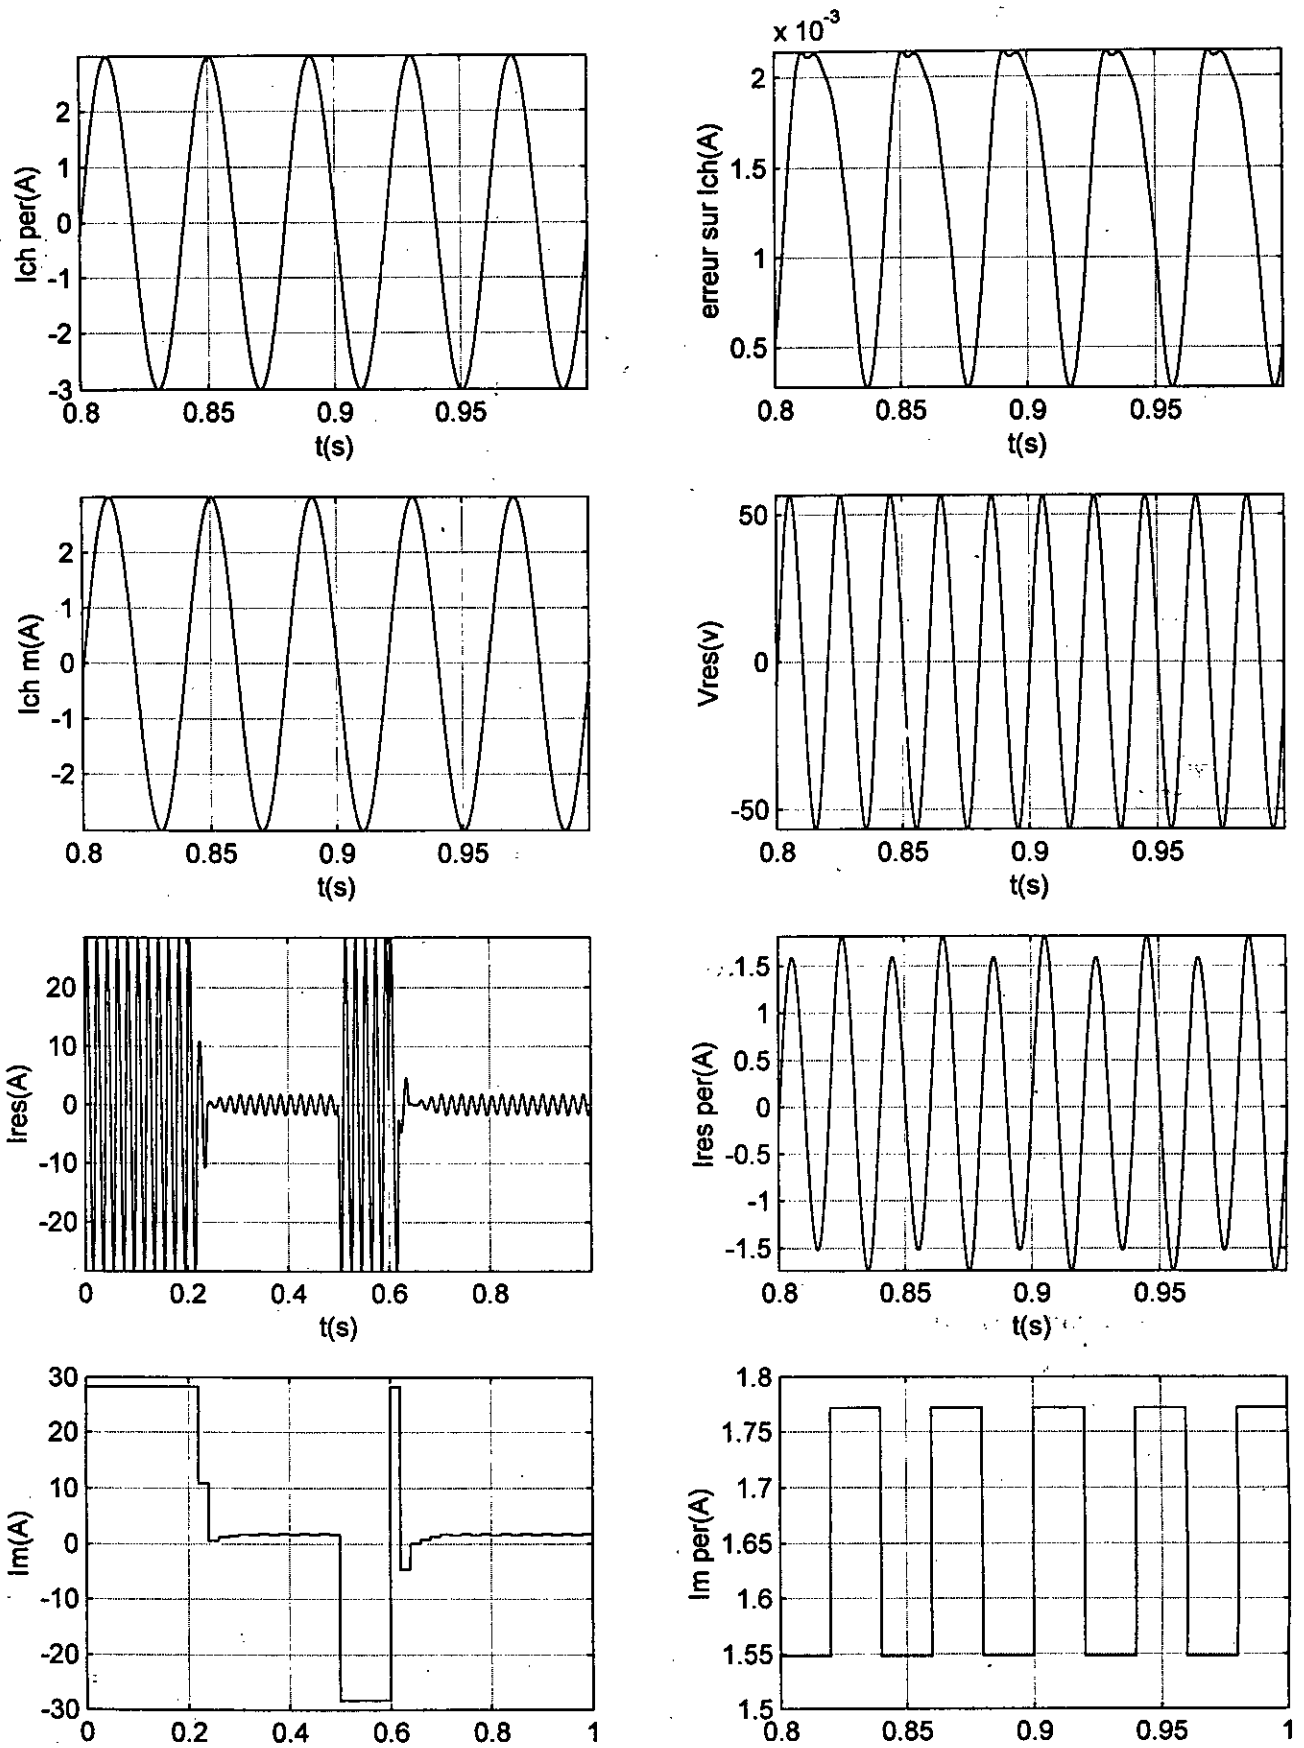 2
1
0
-1
-2
-3
0.8 0.85 0.9 0.95
t(s)
Ich per(A)
x 10^-3
2
1.5
1
0.5
0.8 0.85 0.9 0.95
t(s)
erreur sur Ich(A)
2
1
0
-1
-2
0.8 0.85 0.9 0.95
t(s)
Ich m(A)
50
0
-50
0.8 0.85 0.9 0.95
t(s)
Vres(v)
20
10
0
-10
-20
0 0.2 0.4 0.6 0.8
t(s)
Ires(A)
1.5
1
0.5
0
-0.5
-1
-1.5
0.8 0.85 0.9 0.95
t(s)
Ires per(A)
30
20
10
0
-10
-20
-30
0 0.2 0.4 0.6 0.8 1
Im(A)
1.8
1.75
1.7
1.65
1.6
1.55
1.5
0.8 0.85 0.9 0.95 1
Im per(A)